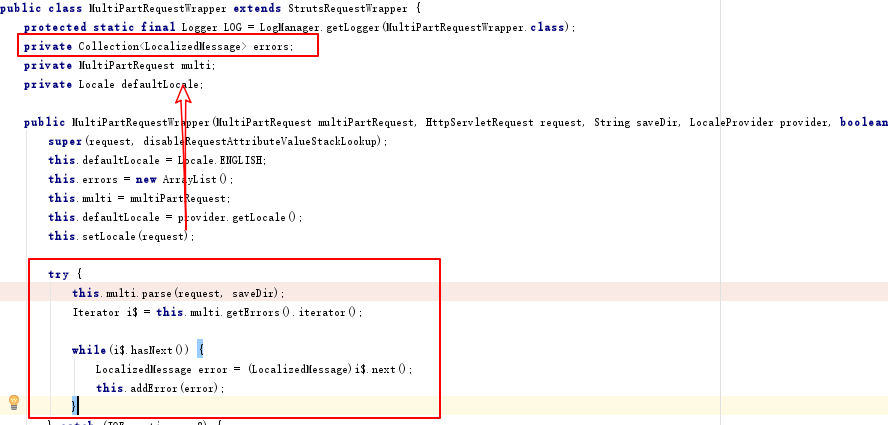 public class MultiPartRequestWrapper extends StrutsRequestWrapper {
protected static final Logger LOG = LogManager.getLogger(MultiPartRequestWrapper.class);
private Collection<LocalizedMessage> errors;
private MultiPartRequest multi;
private Locale defaultLocale;
public MultiPartRequestWrapper(MultiPartRequest multiPartRequest, HttpServletRequest request, String saveDir, LocaleProvider provider, boolean
super(request, disableRequestAttributeValueStackLookup);
this.defaultLocale = Locale.ENGLISH;
this.errors = new ArrayList();
this.multi = multiPartRequest;
this.defaultLocale = provider.getLocale();
this.setLocale(request);
try {
this.multi.parse(request, saveDir);
Iterator i$ = this.multi.getErrors().iterator();
while(i$.hasNext()) {
LocalizedMessage error = (LocalizedMessage)i$.next();
this.addError(error);
}